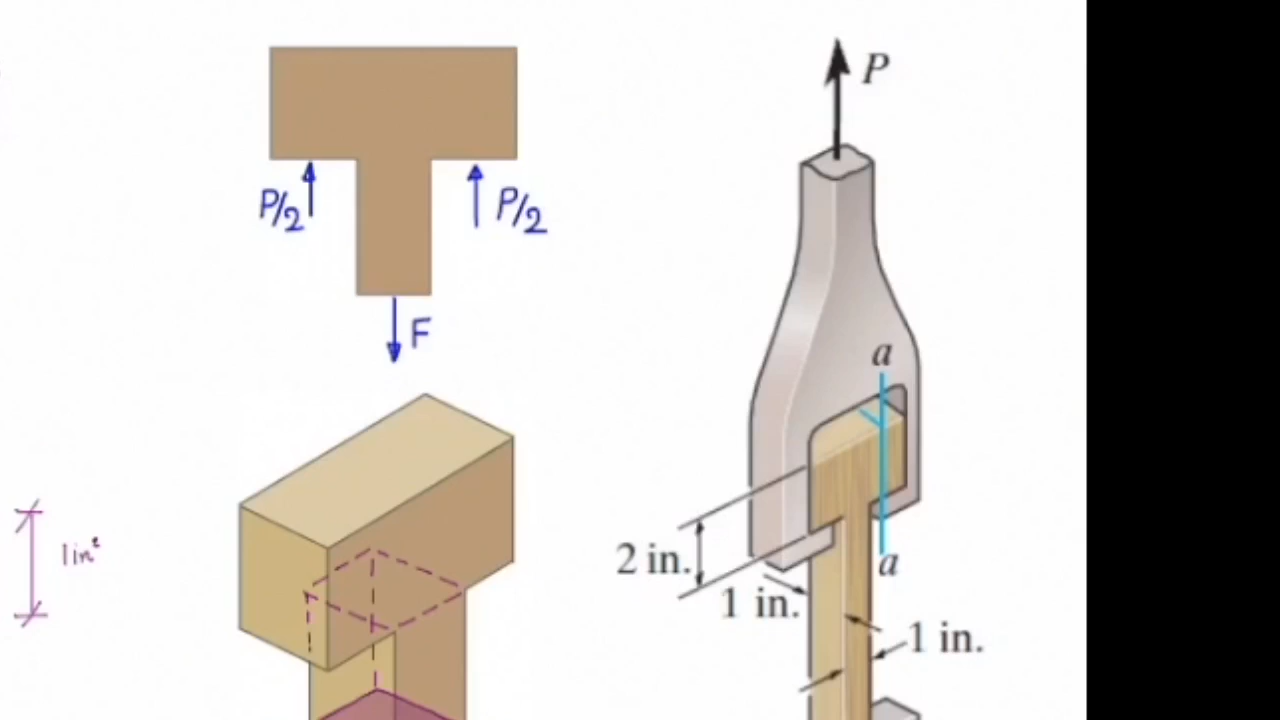 P
P/2
P/2
F
a
1in
2 in.
a
1 in.
1 in.